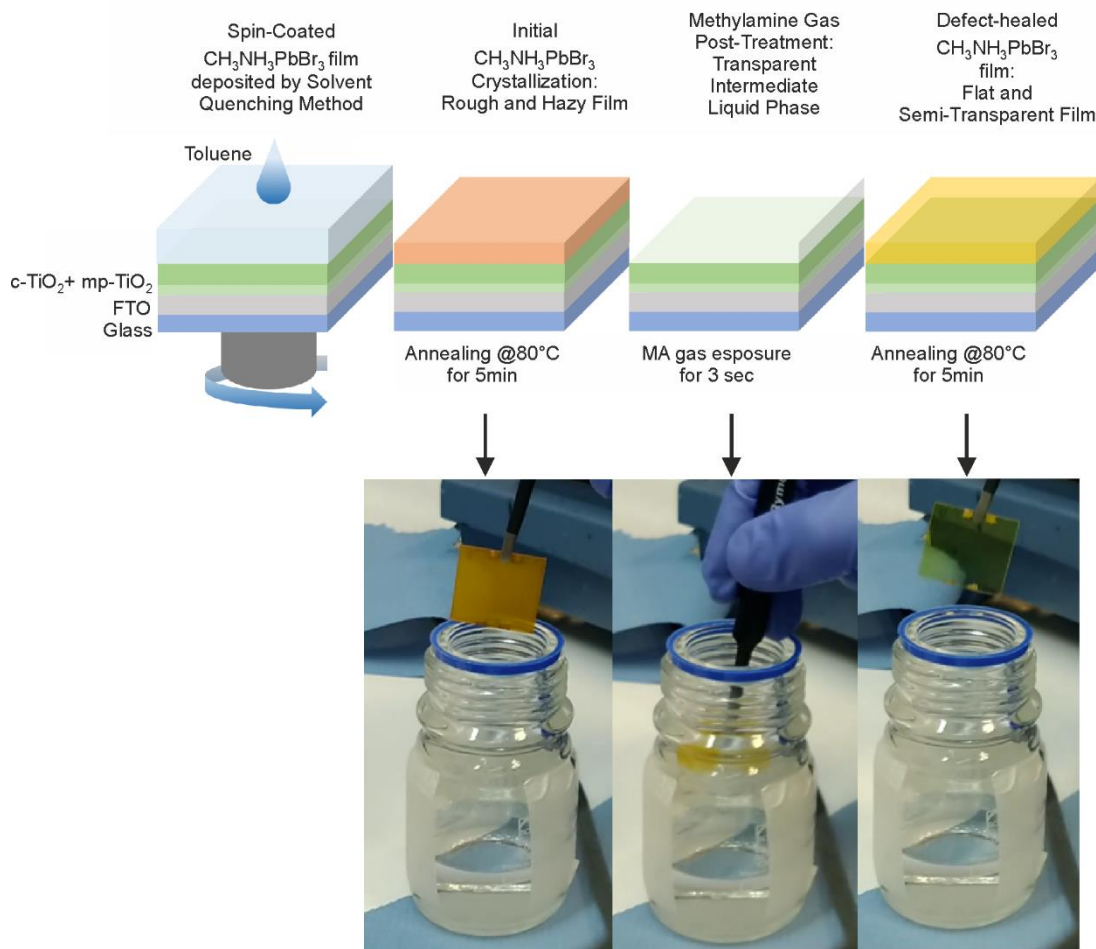 Spin-Coated
CH₃NH₃PbBr₃ film
deposited by Solvent
Quenching Method
Initial
CH₃NH₃PbBr₃
Crystallization:
Rough and Hazy Film
Methylamine Gas
Post-Treatment:
Transparent
Intermediate
Liquid Phase
Defect-healed
CH₃NH₃PbBr₃
film:
Flat and
Semi-Transparent Film
Toluene
c-TiO₂+ mp-TiO₂
FTO
Glass
Annealing @80°C
for 5min
MA gas esposure
for 3 sec
Annealing @80°C
for 5min